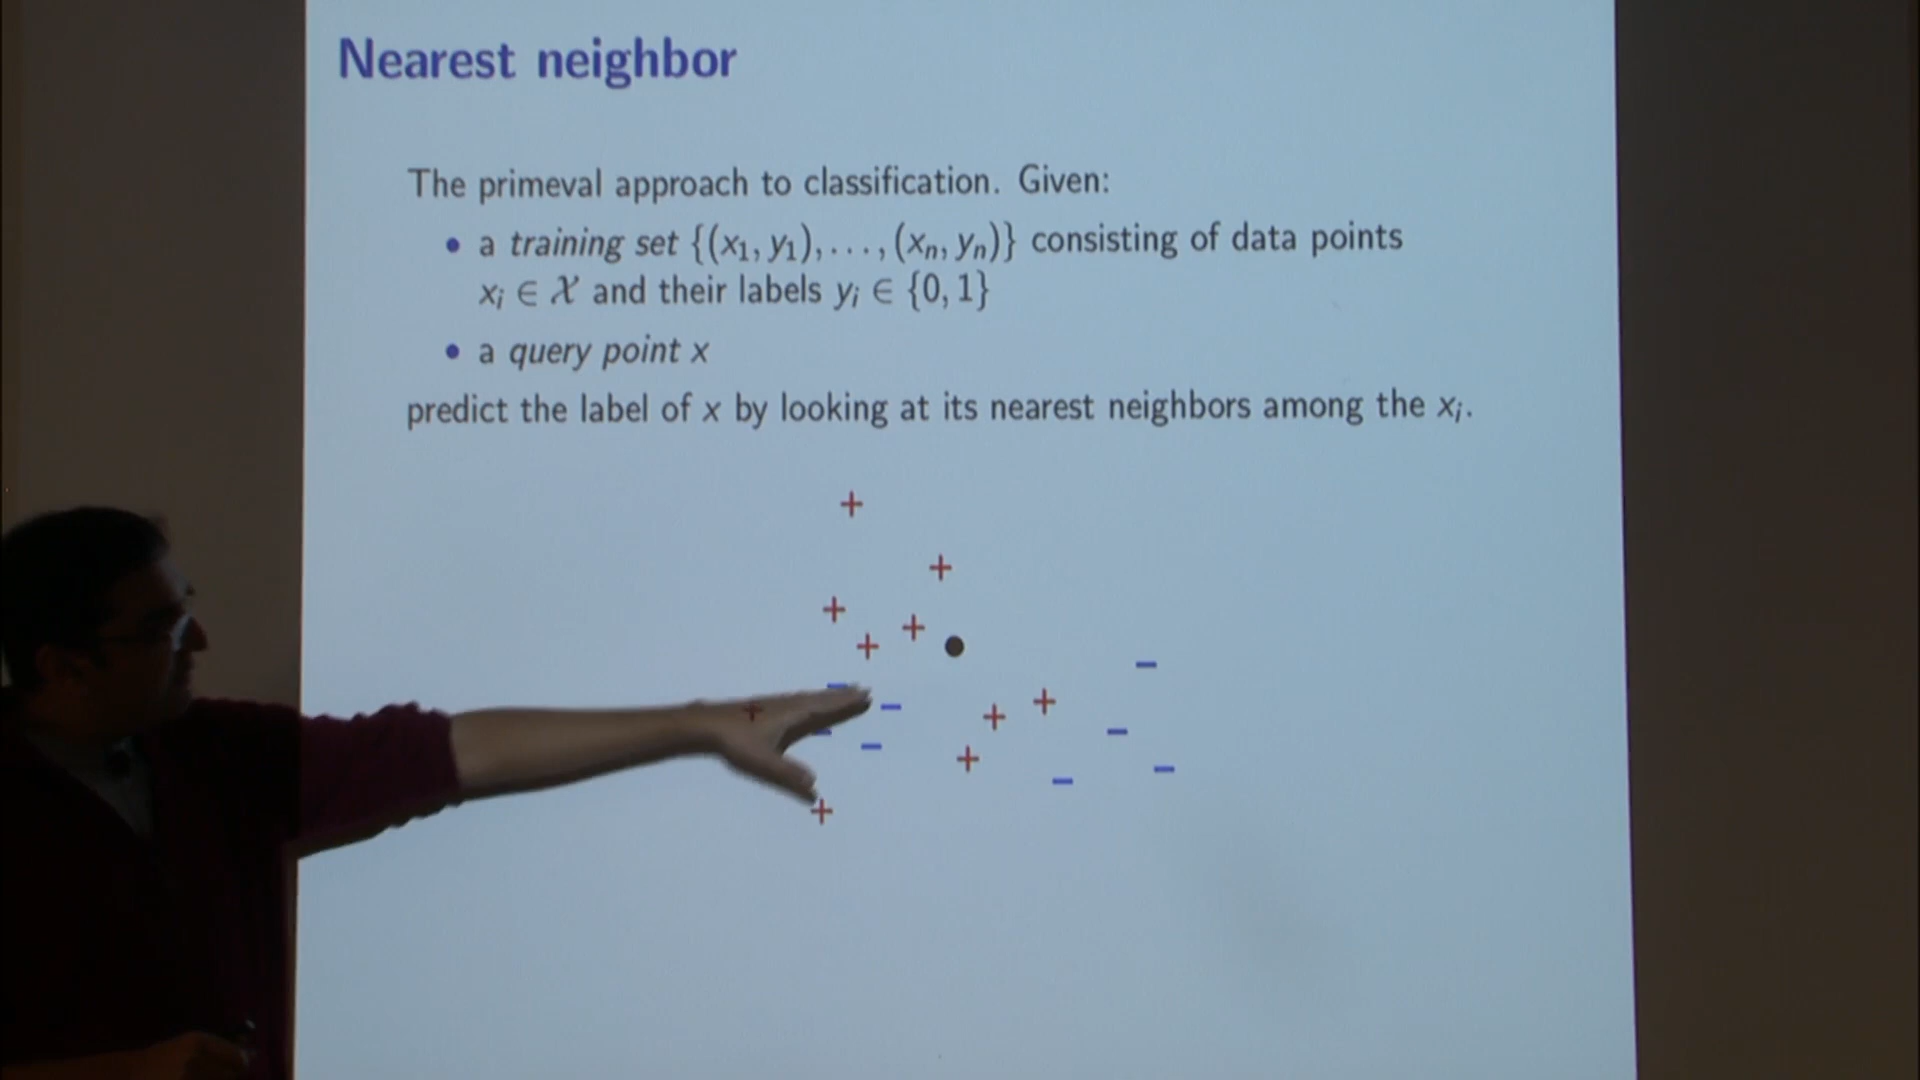 Nearest neighbor
The primeval approach to classification. Given:
• a training set {(x₁, y₁), . . . , (xₙ, yₙ)} consisting of data points
xᵢ ∈ 𝒳 and their labels yᵢ ∈ {0, 1}
• a query point x
predict the label of x by looking at its nearest neighbors among the xᵢ.